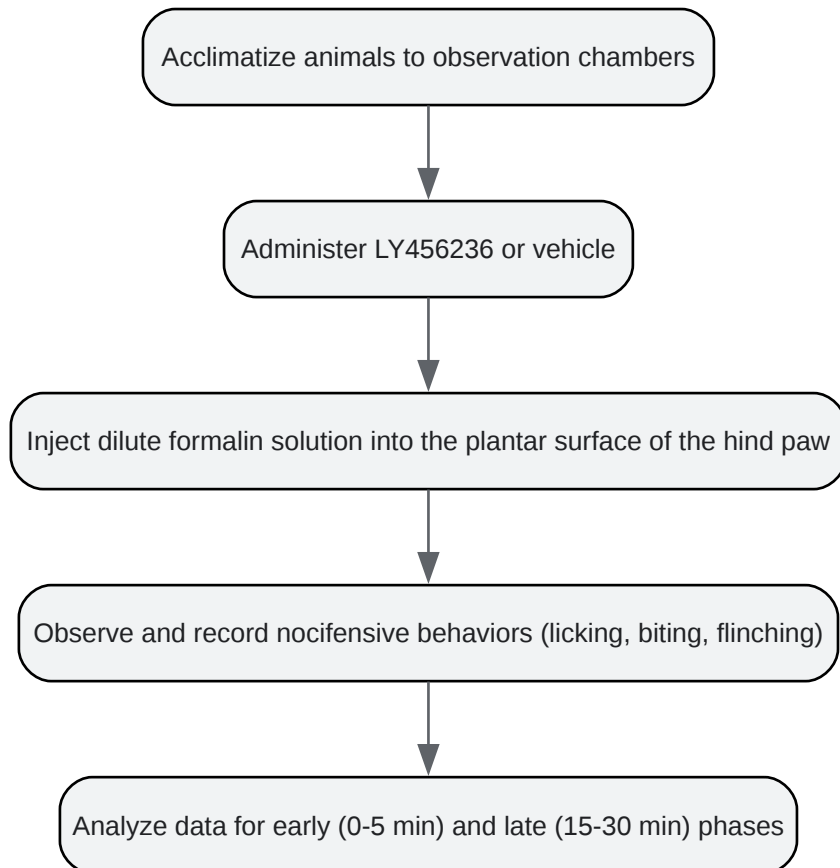 Acclimatize animals to observation chambers
Administer LY456236 or vehicle
Inject dilute formalin solution into the plantar surface of the hind paw
Observe and record nocifensive behaviors (licking, biting, flinching)
Analyze data for early (0-5 min) and late (15-30 min) phases